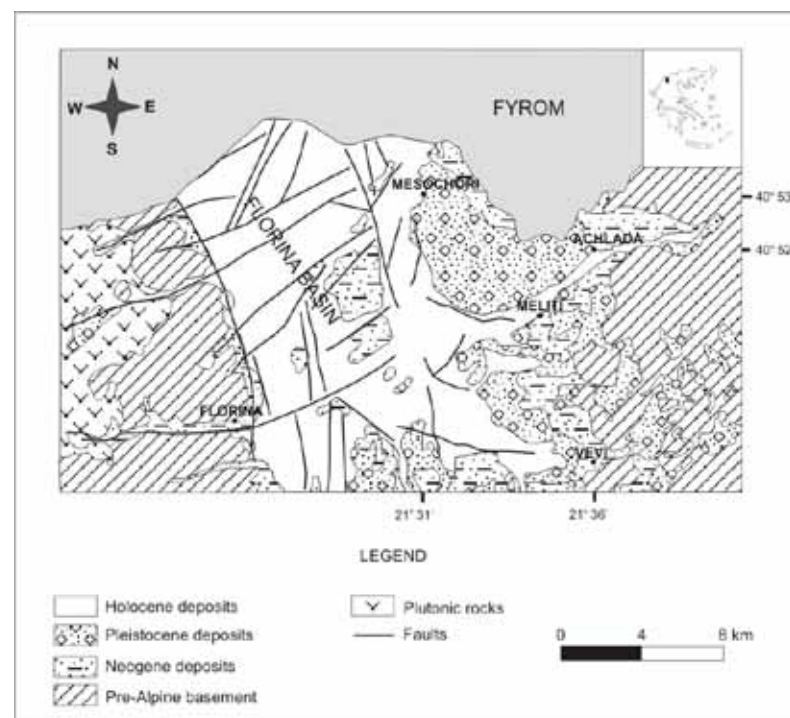 N
W E
S
FYROM
MESOCHORI
40° 53
ACHLADA
40° 52
FLORINA BASIN
MELITI
FLORINA
VEVI
21° 31
21° 36
LEGEND
Holocene deposits
Pleistocene deposits
Neogene deposits
Pre-Alpine basement
Plutonic rocks
Faults
0 4 8 km